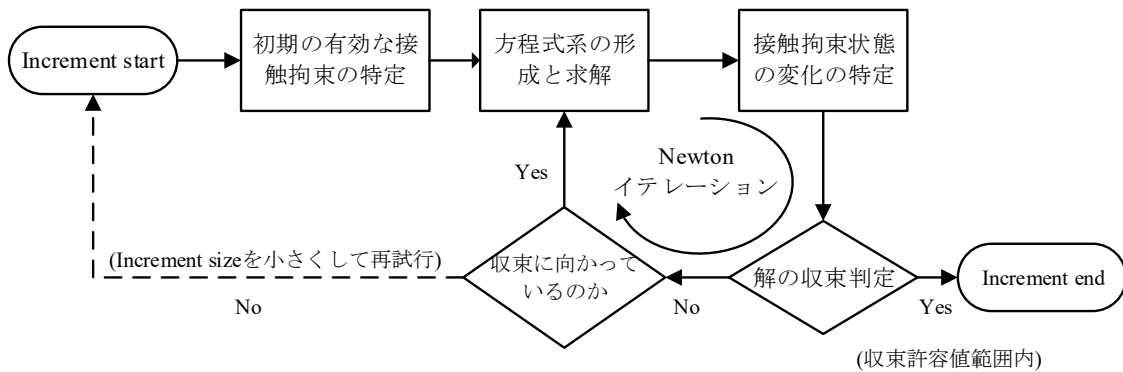 Increment start
初期の有効な接
触拘束の特定
方程式系の形
成と求解
接触拘束状態
の変化の特定
Newton
イテレーション
Yes
(Increment sizeを小さくして再試行)
No
収束に向かって
いるのか
No
解の収束判定
Yes
Increment end
(収束許容値範囲内)